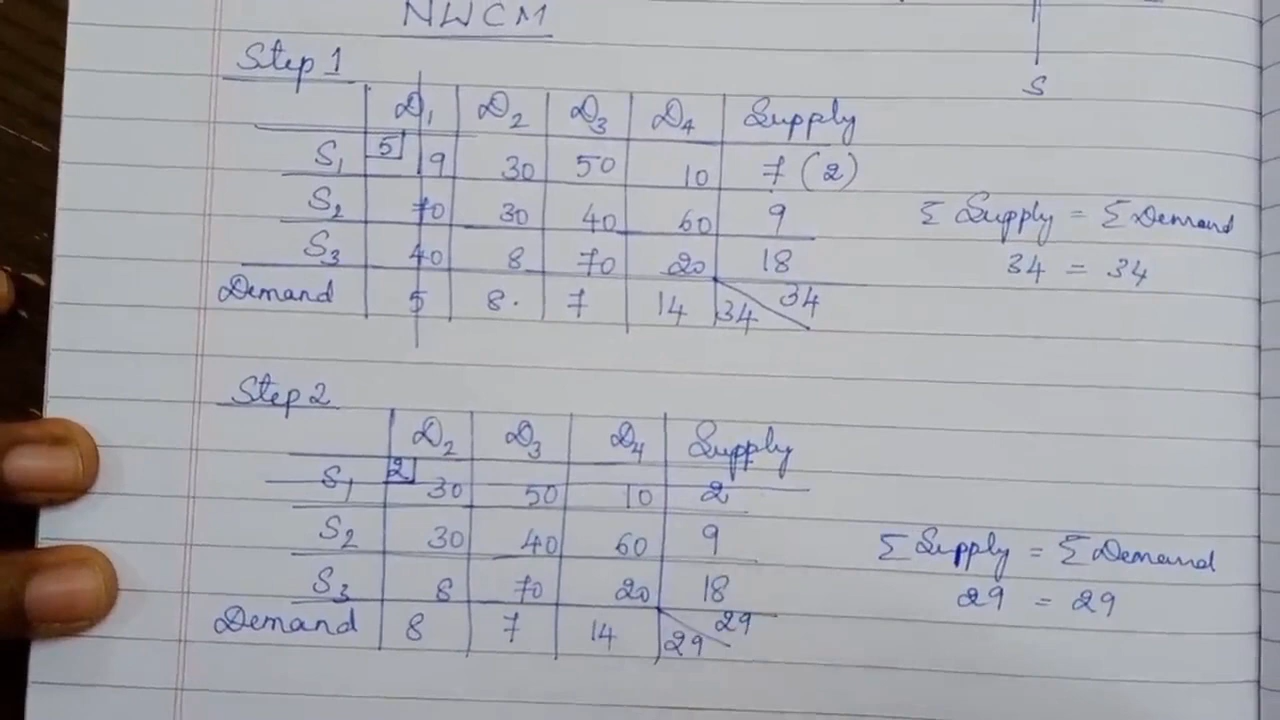 NWCM
S
Step 1
D1 D2 D3 D4 Supply
S1 5 9 30 50 10 7 (2)
S2 70 30 40 60 9
S3 40 8 70 20 18
Demand 5 8 7 14 34 34
Σ Supply = Σ Demand
34 = 34
Step 2
D2 D3 D4 Supply
S1 2 30 50 10 2
S2 30 40 60 9
S3 8 70 20 18
Demand 8 7 14 29 29
Σ Supply = Σ Demand
29 = 29